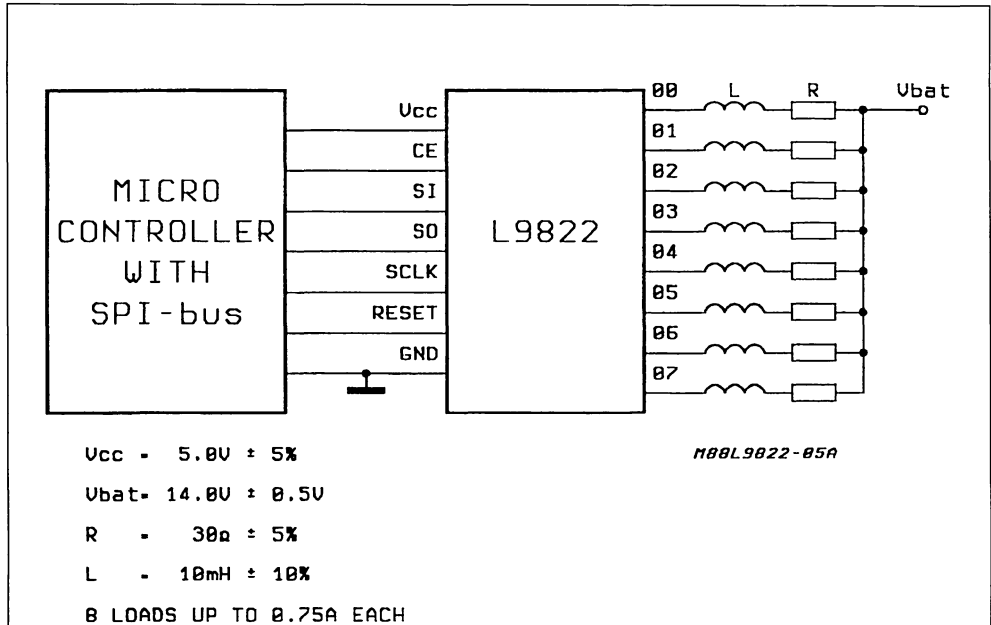 MICRO
CONTROLLER
WITH
SPI-bus
Vcc
CE
SI
SO
SCLK
RESET
GND
L9822
00 L R Vbat
01
02
03
04
05
06
07
M88L9822-05A
Vcc = 5.0V ± 5%
Vbat= 14.0V ± 0.5V
R = 30Ω ± 5%
L = 10mH ± 10%
8 LOADS UP TO 0.75A EACH